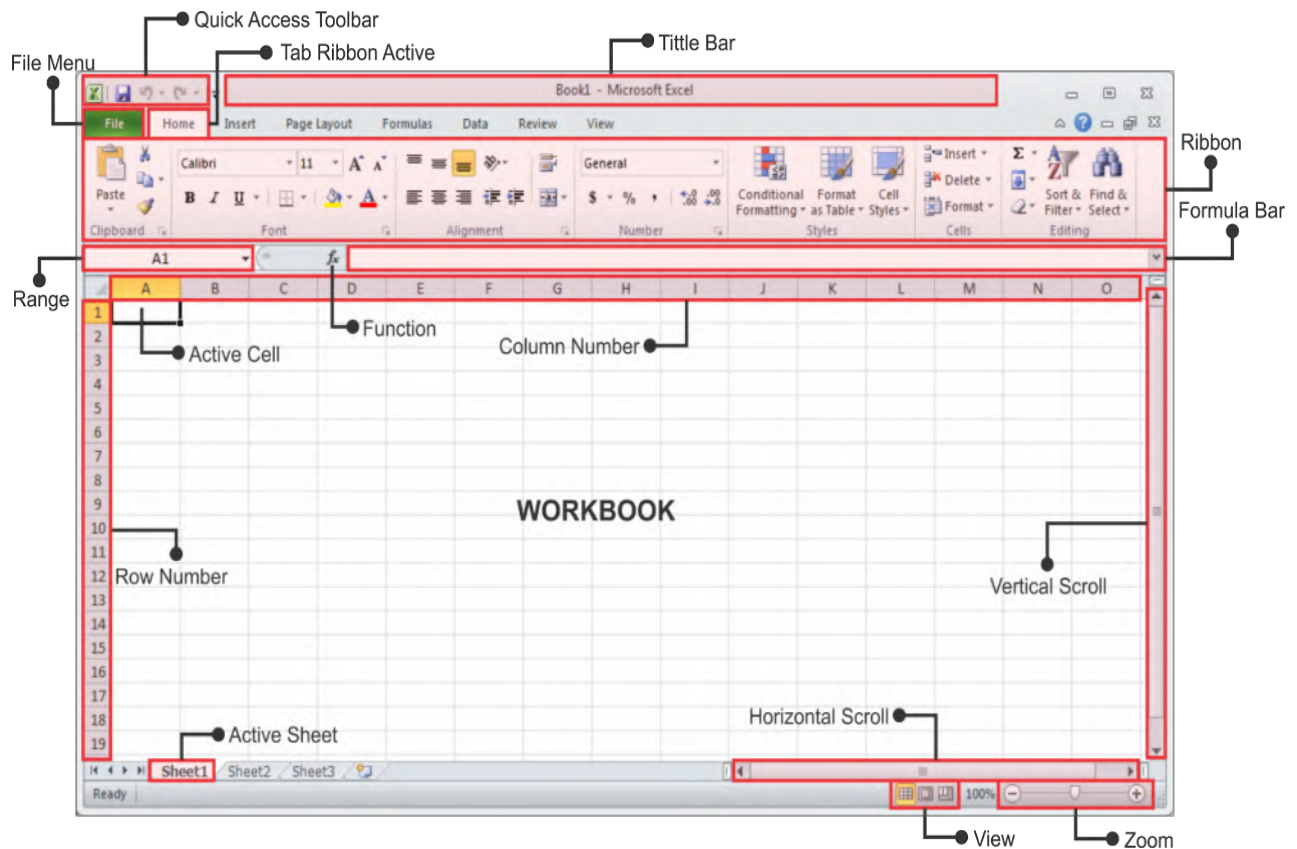 Quick Access Toolbar
Tab Ribbon Active
Tittle Bar
File Menu
Book1 - Microsoft Excel
File Home Insert Page Layout Formulas Data Review View
Ribbon
Calibri 11 General Insert Σ
Paste Delete
B I U A $ % , .0 .00 Conditional Format Cell Sort & Find &
.00 .0 Formatting as Table Styles Format Filter Select
Clipboard Font Alignment Number Styles Cells Editing
Formula Bar
A1 fx
Range
A B C D E F G H I J K L M N O
1
Function
2
Active Cell
Column Number
3
4
5
6
7
8
9
WORKBOOK
10
11
12
Row Number
Vertical Scroll
13
14
15
16
17
18
Horizontal Scroll
Active Sheet
19
Sheet1 Sheet2 Sheet3
Ready 100%
View
Zoom